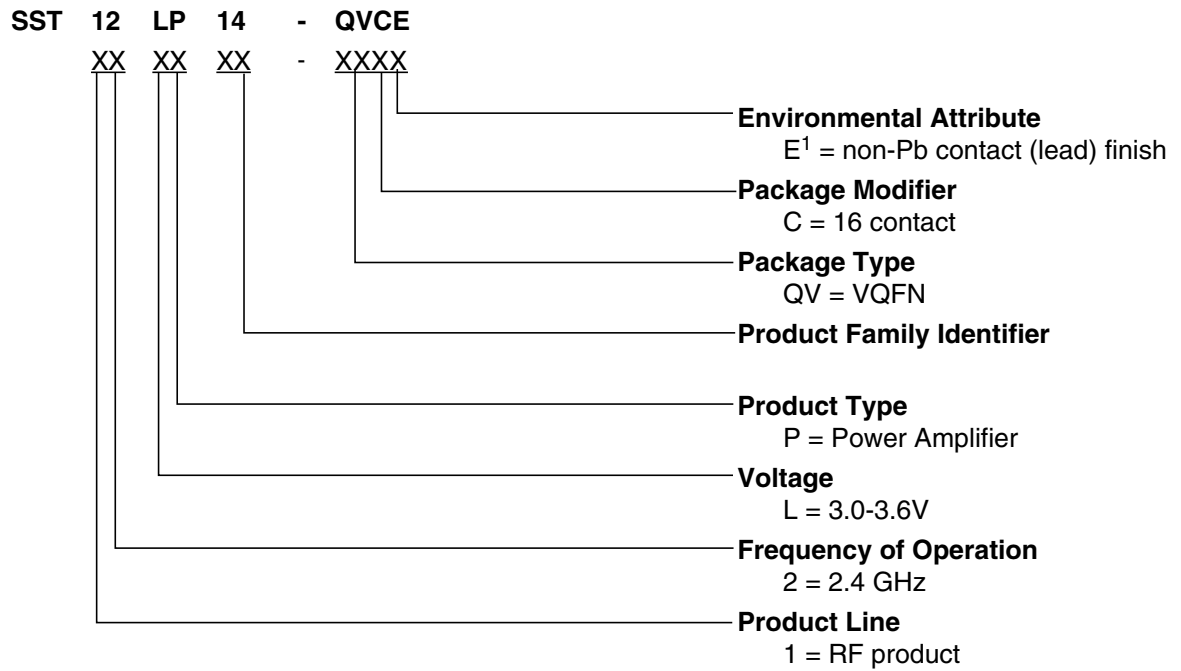 SST 12 LP 14 - QVCE
XX XX XX - XXXX
Environmental Attribute
E1 = non-Pb contact (lead) finish
Package Modifier
C = 16 contact
Package Type
QV = VQFN
Product Family Identifier
Product Type
P = Power Amplifier
Voltage
L = 3.0-3.6V
Frequency of Operation
2 = 2.4 GHz
Product Line
1 = RF product